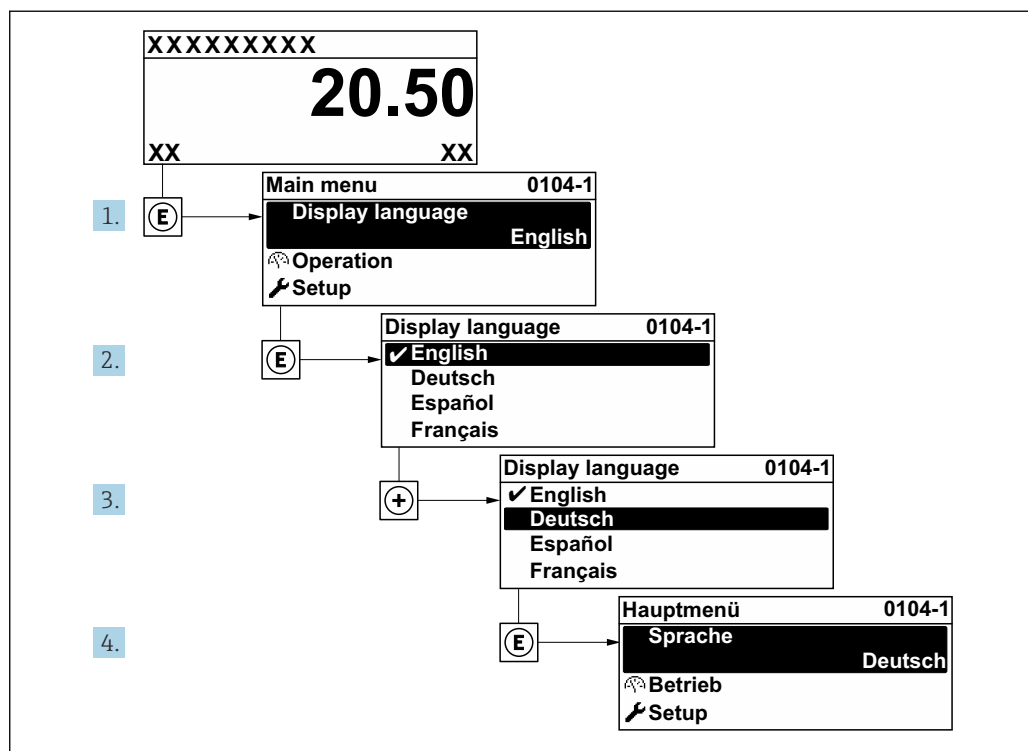 XXXXXXXXX
20.50
XX XX
1. E
Main menu 0104-1
Display language
English
Operation
Setup
2. E
Display language 0104-1
✔ English
Deutsch
Español
Français
3. +
Display language 0104-1
✔ English
Deutsch
Español
Français
4. E
Hauptmenü 0104-1
Sprache
Deutsch
Betrieb
Setup